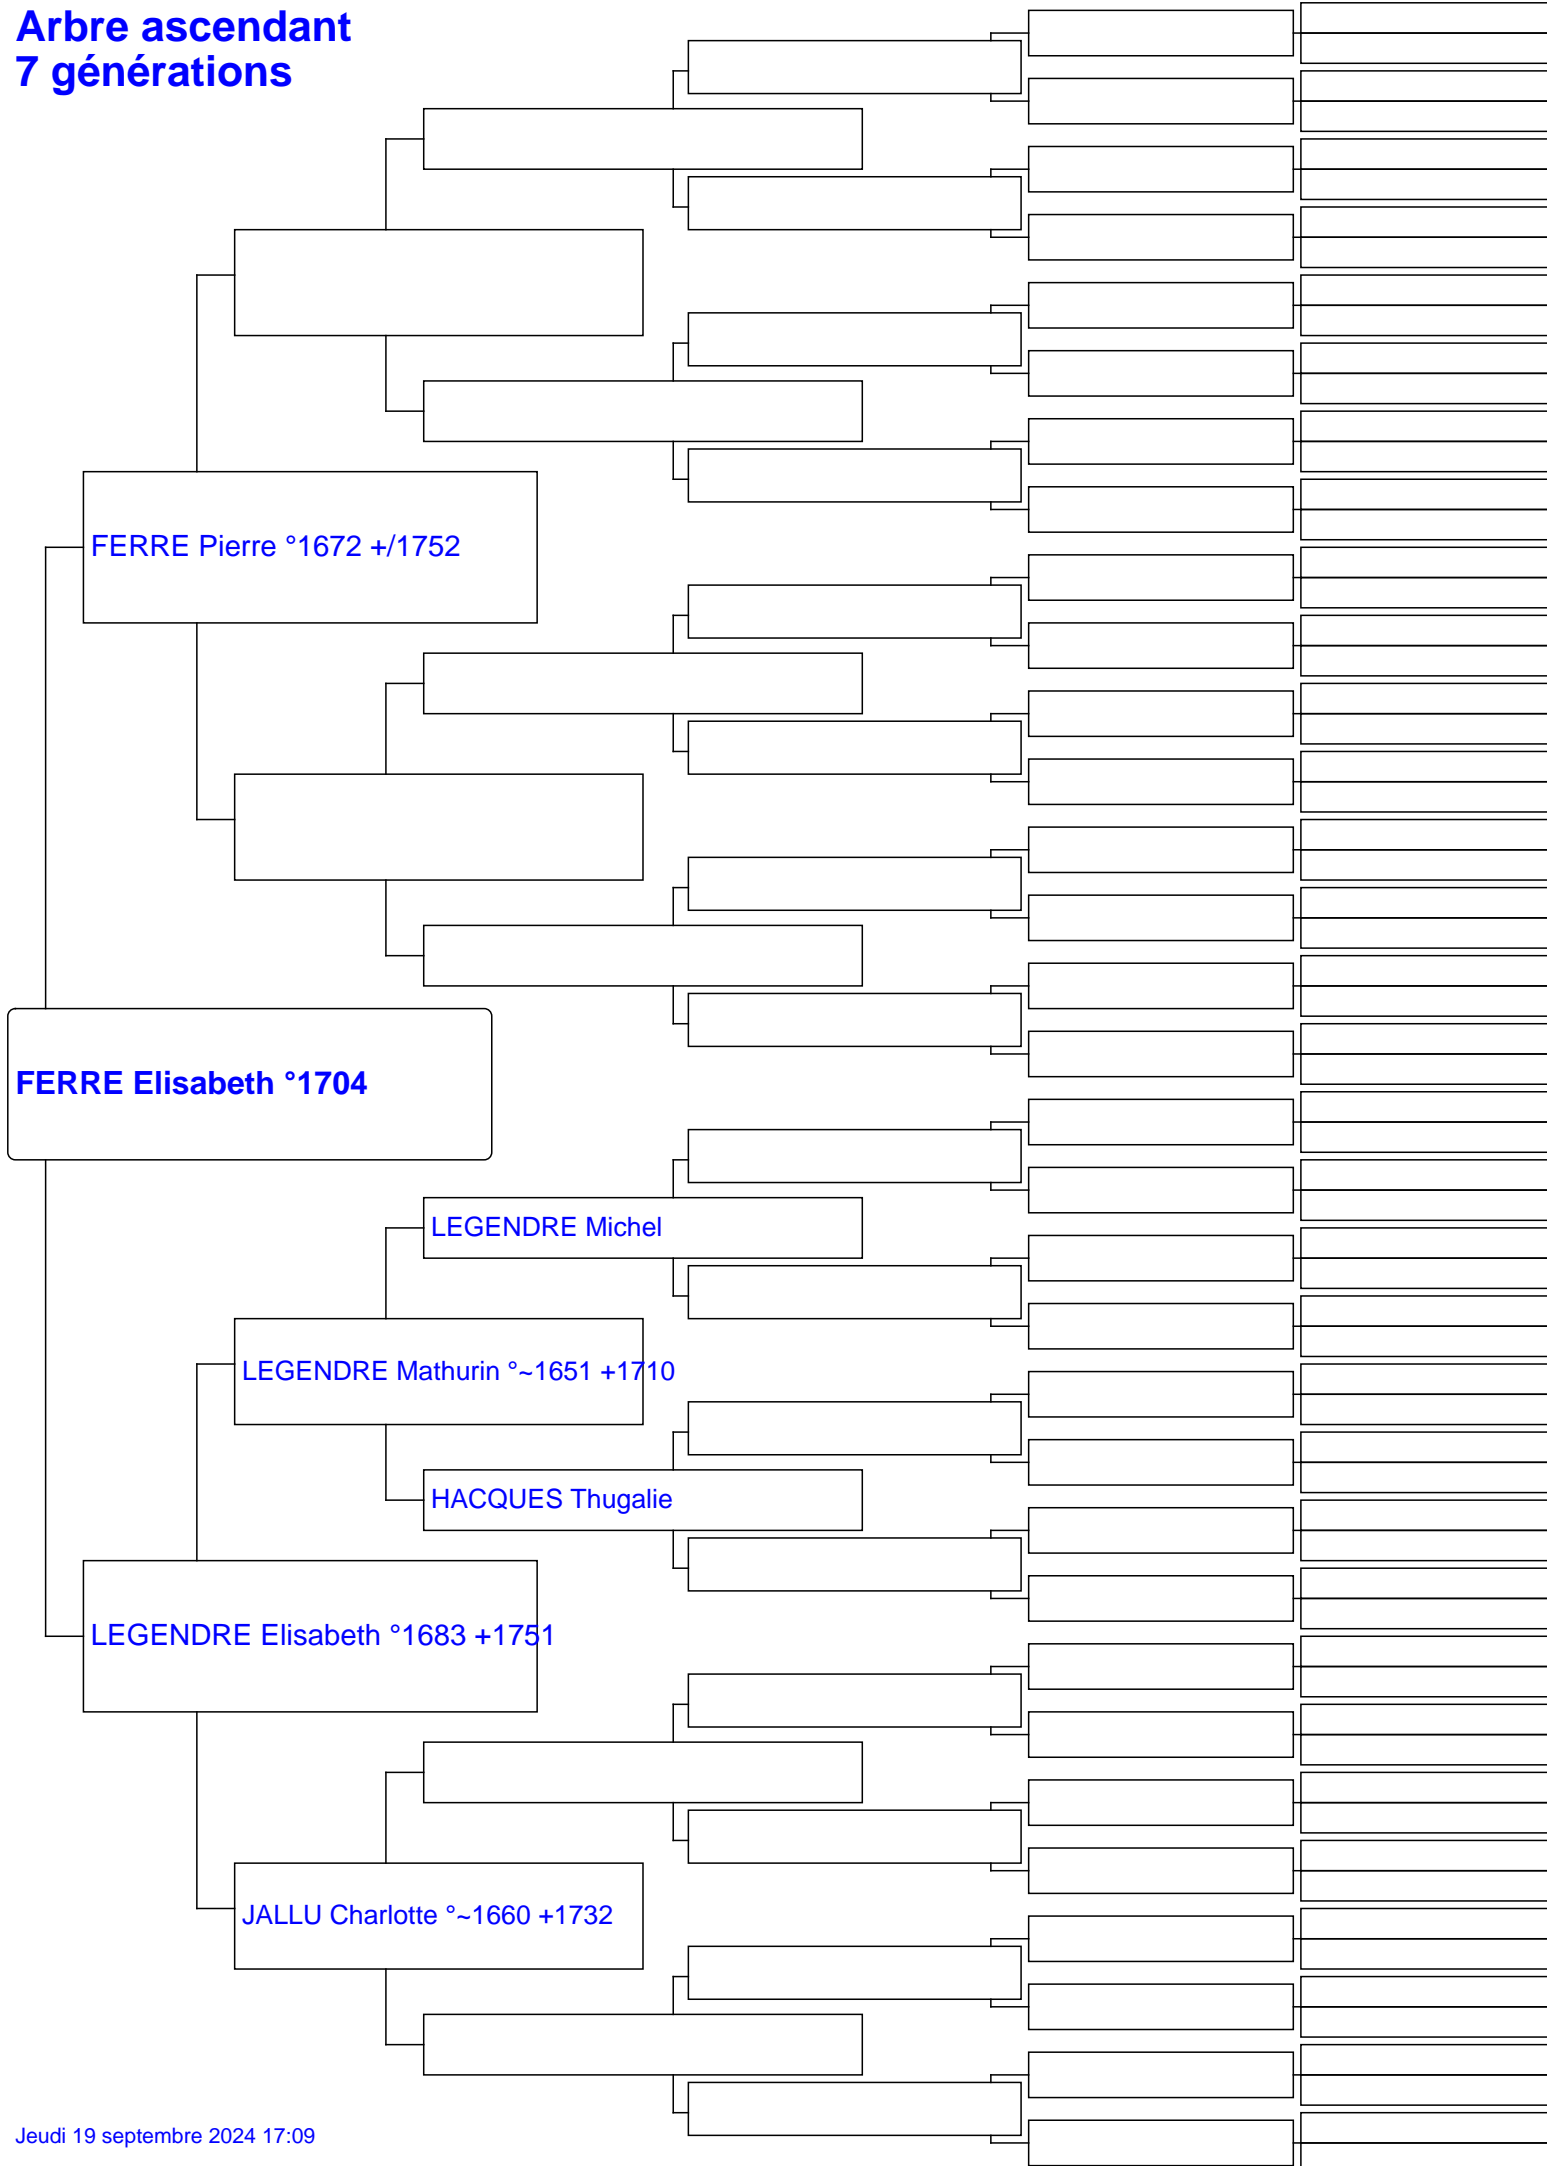 Arbre ascendant
7 générations
FERRE Pierre °1672 +/1752
FERRE Elisabeth °1704
LEGENDRE Michel
LEGENDRE Mathurin °~1651 +1710
HACQUES Thugalie
LEGENDRE Elisabeth °1683 +1751
JALLU Charlotte °~1660 +1732
Jeudi 19 septembre 2024 17:09